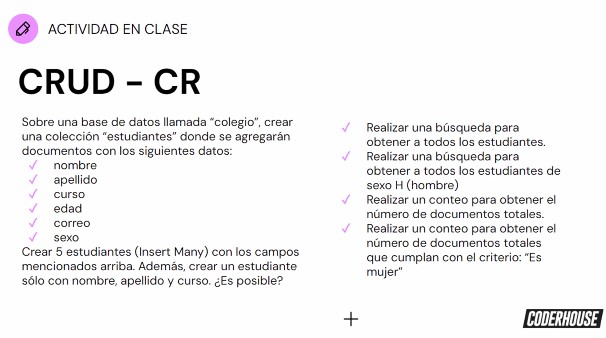 ACTIVIDAD EN CLASE
CRUD - CR
Sobre una base de datos llamada “colegio”, crear
una colección “estudiantes” donde se agregarán
documentos con los siguientes datos:
✓ nombre
✓ apellido
✓ curso
✓ edad
✓ correo
✓ sexo
Crear 5 estudiantes (Insert Many) con los campos
mencionados arriba. Además, crear un estudiante
sólo con nombre, apellido y curso. ¿Es posible?
✓ Realizar una búsqueda para
obtener a todos los estudiantes.
✓ Realizar una búsqueda para
obtener a todos los estudiantes de
sexo H (hombre)
✓ Realizar un conteo para obtener el
número de documentos totales.
✓ Realizar un conteo para obtener el
número de documentos totales
que cumplan con el criterio: “Es
mujer”
+
CODERHOUSE